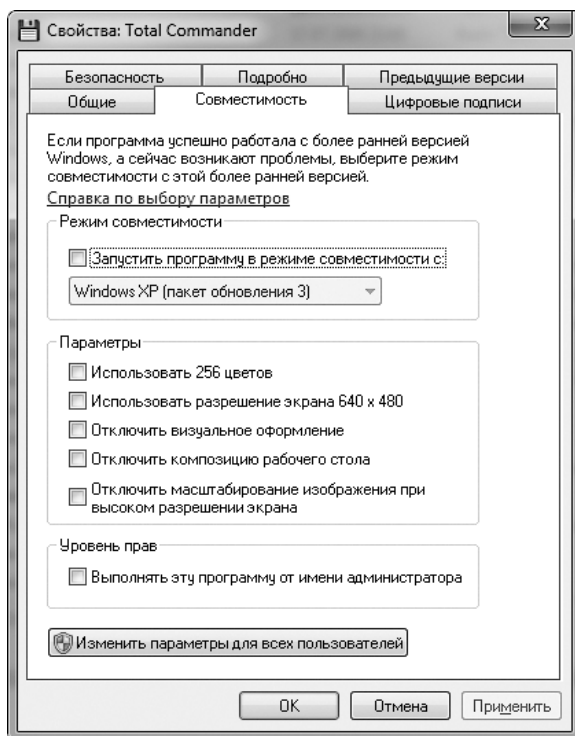 Свойства: Total Commander
Безопасность
Подробно
Предыдущие версии
Общие
Совместимость
Цифровые подписи
Если программа успешно работала с более ранней версией
Windows, а сейчас возникают проблемы, выберите режим
совместимости с этой более ранней версией.
Справка по выбору параметров
Режим совместимости
Запустить программу в режиме совместимости с:
Windows XP (пакет обновления 3)
Параметры
Использовать 256 цветов
Использовать разрешение экрана 640 x 480
Отключить визуальное оформление
Отключить композицию рабочего стола
Отключить масштабирование изображения при
высоком разрешении экрана
Уровень прав
Выполнять эту программу от имени администратора
Изменить параметры для всех пользователей
OK
Отмена
Применить